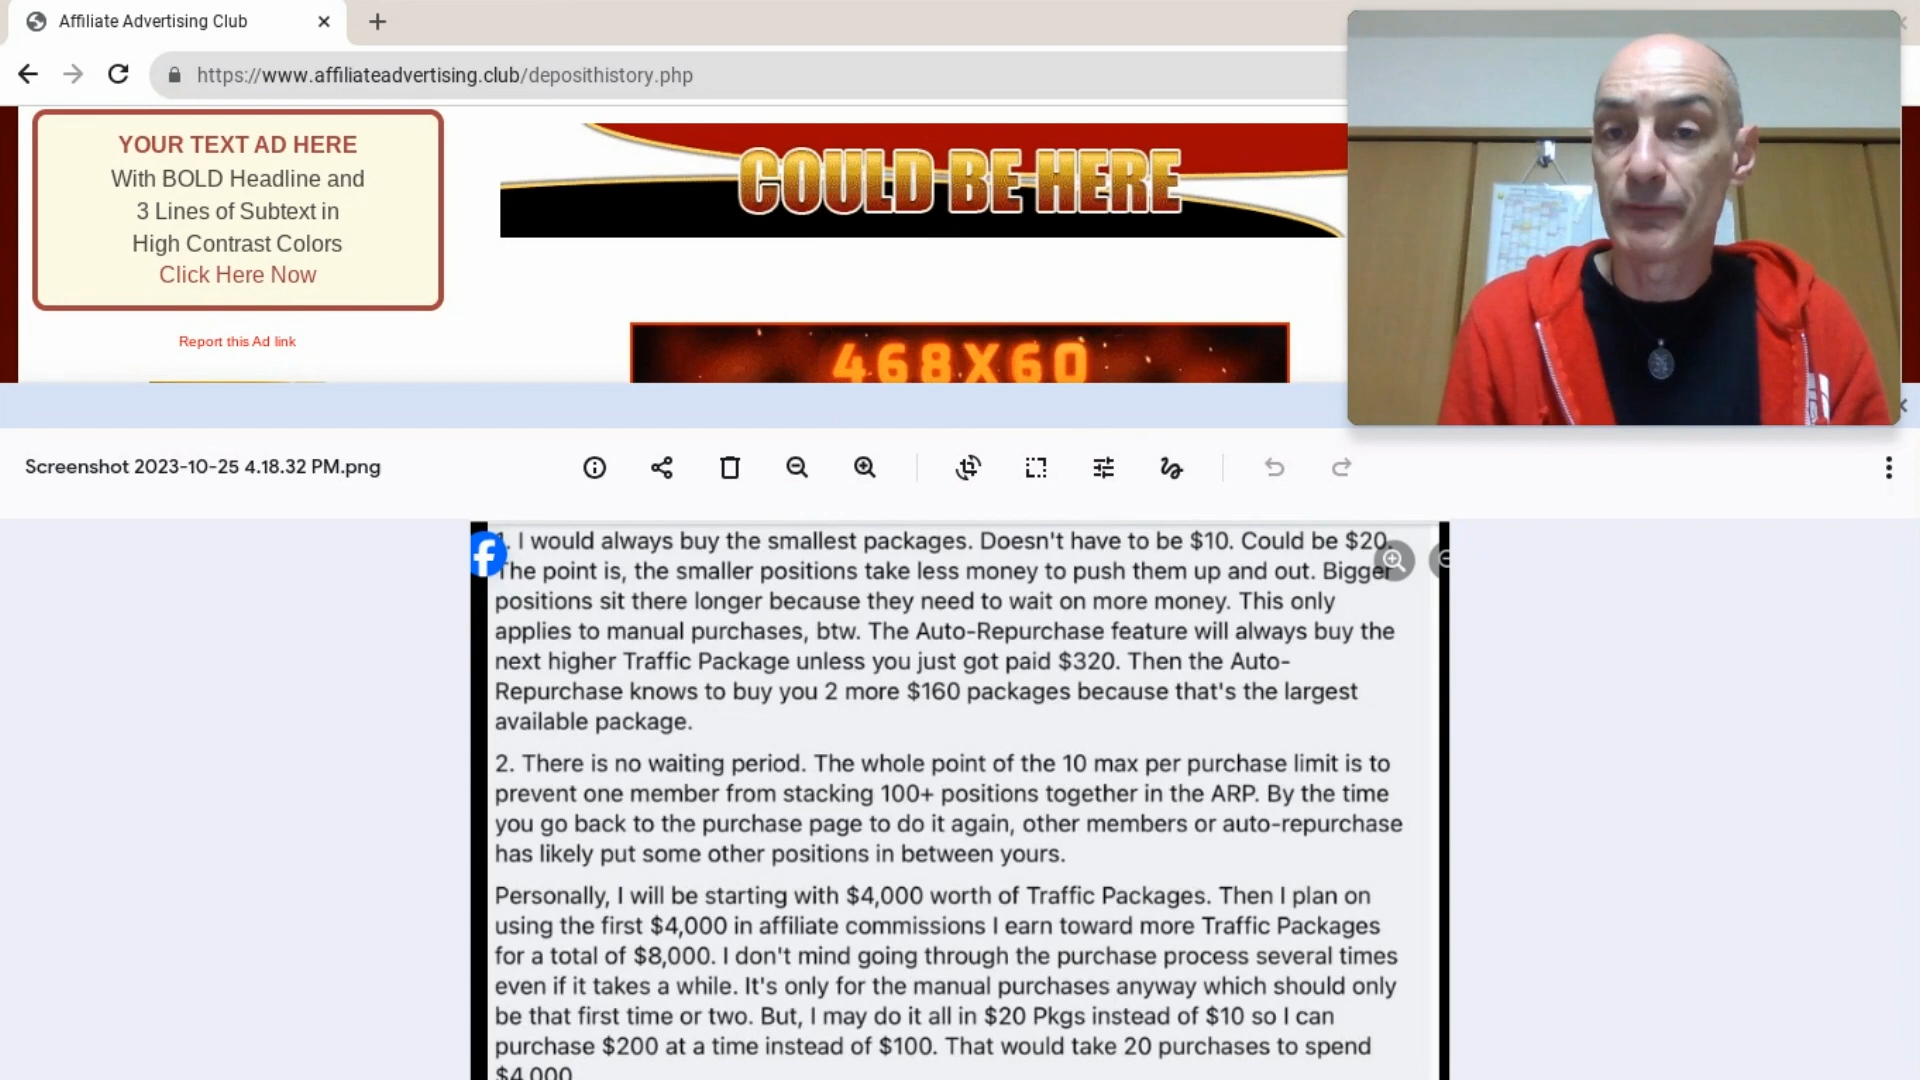 Affiliate Advertising Club
https://www.affiliateadvertising.club/deposithistory.php
YOUR TEXT AD HERE
With BOLD Headline and
3 Lines of Subtext in
High Contrast Colors
Click Here Now
Report this Ad link
COULD BE HERE
468X60
Screenshot 2023-10-25 4.18.32 PM.png
1. I would always buy the smallest packages. Doesn't have to be $10. Could be $20.
The point is, the smaller positions take less money to push them up and out. Bigger
positions sit there longer because they need to wait on more money. This only
applies to manual purchases, btw. The Auto-Repurchase feature will always buy the
next higher Traffic Package unless you just got paid $320. Then the Auto-
Repurchase knows to buy you 2 more $160 packages because that's the largest
available package.
2. There is no waiting period. The whole point of the 10 max per purchase limit is to
prevent one member from stacking 100+ positions together in the ARP. By the time
you go back to the purchase page to do it again, other members or auto-repurchase
has likely put some other positions in between yours.
Personally, I will be starting with $4,000 worth of Traffic Packages. Then I plan on
using the first $4,000 in affiliate commissions I earn toward more Traffic Packages
for a total of $8,000. I don't mind going through the purchase process several times
even if it takes a while. It's only for the manual purchases anyway which should only
be that first time or two. But, I may do it all in $20 Pkgs instead of $10 so I can
purchase $200 at a time instead of $100. That would take 20 purchases to spend
$4,000